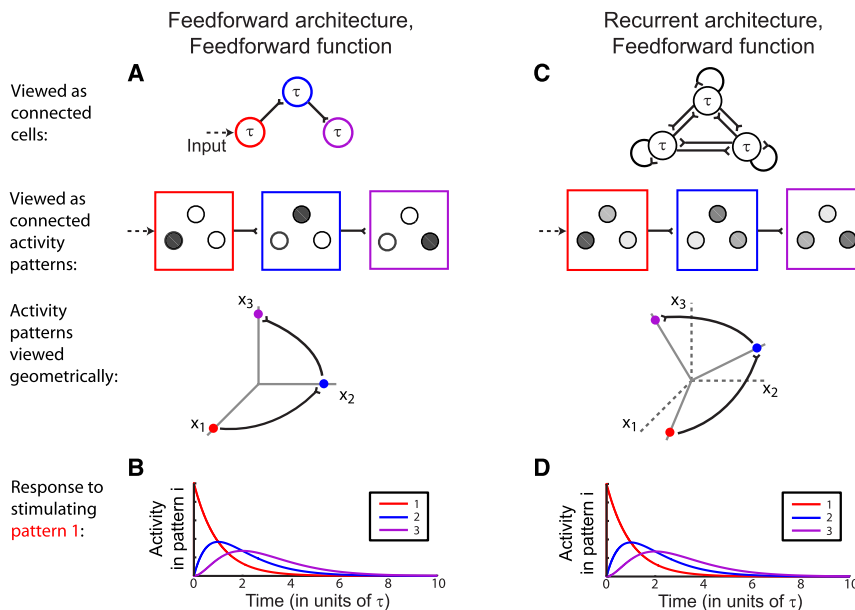 Feedforward architecture,
Feedforward function
Recurrent architecture,
Feedforward function
A
C
Viewed as
connected
cells:
τ
τ
τ
Input
τ
τ
τ
Viewed as
connected
activity
patterns:
Activity
patterns
viewed
geometrically:
x3
x2
x1
x3
x2
x1
B
D
Response to
stimulating
pattern 1:
Activity
in pattern i
1
2
3
0 2 4 6 8 10
Time (in units of τ)
Activity
in pattern i
1
2
3
0 2 4 6 8 10
Time (in units of τ)